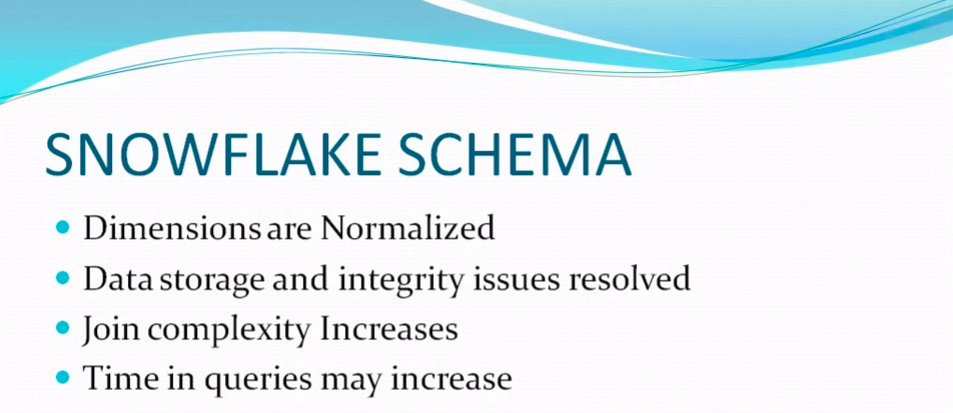 SNOWFLAKE SCHEMA
• Dimensions are Normalized
• Data storage and integrity issues resolved
• Join complexity Increases
• Time in queries may increase